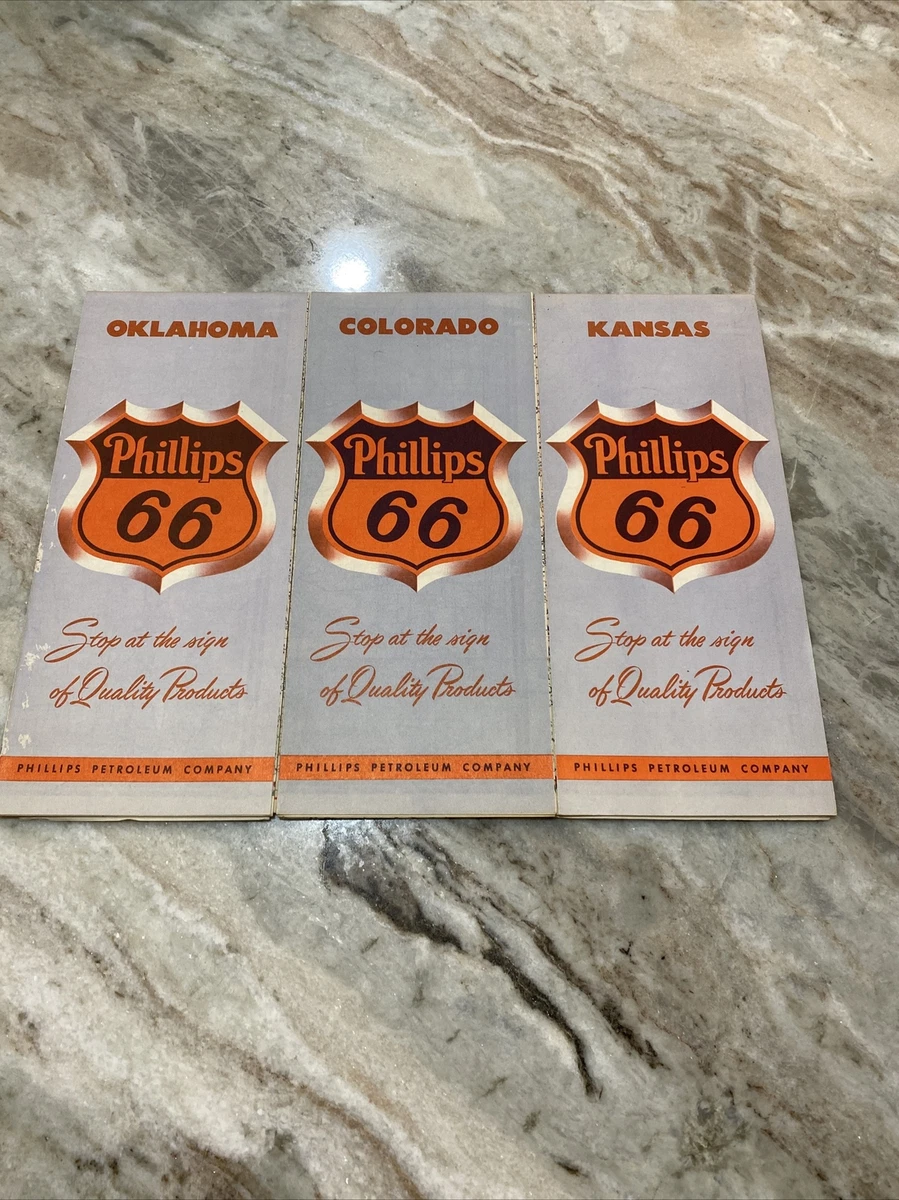 OKLAHOMA
Phillips
66
Stop at the sign
of Quality Products
PHILLIPS PETROLEUM COMPANY
COLORADO
Phillips
66
Stop at the sign
of Quality Products
PHILLIPS PETROLEUM COMPANY
KANSAS
Phillips
66
Stop at the sign
of Quality Products
PHILLIPS PETROLEUM COMPANY